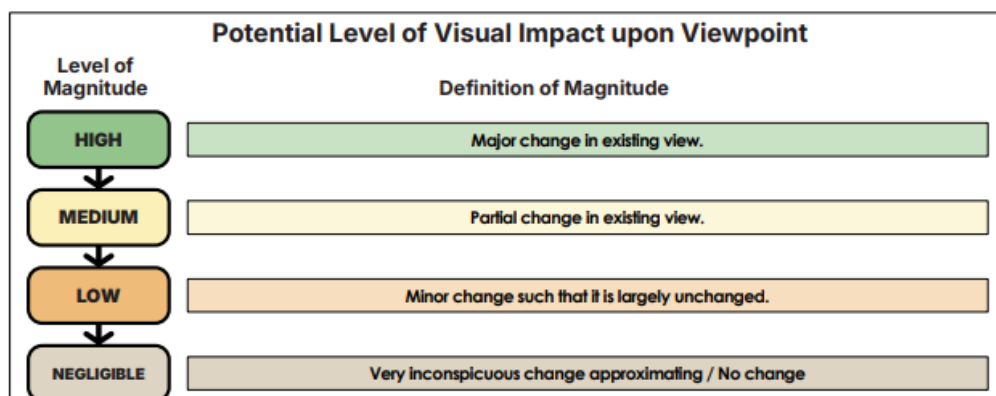 Potential Level of Visual Impact upon Viewpoint
Level of
Magnitude
Definition of Magnitude
HIGH
Major change in existing view.
MEDIUM
Partial change in existing view.
LOW
Minor change such that it is largely unchanged.
NEGLIGIBLE
Very inconspicuous change approximating / No change